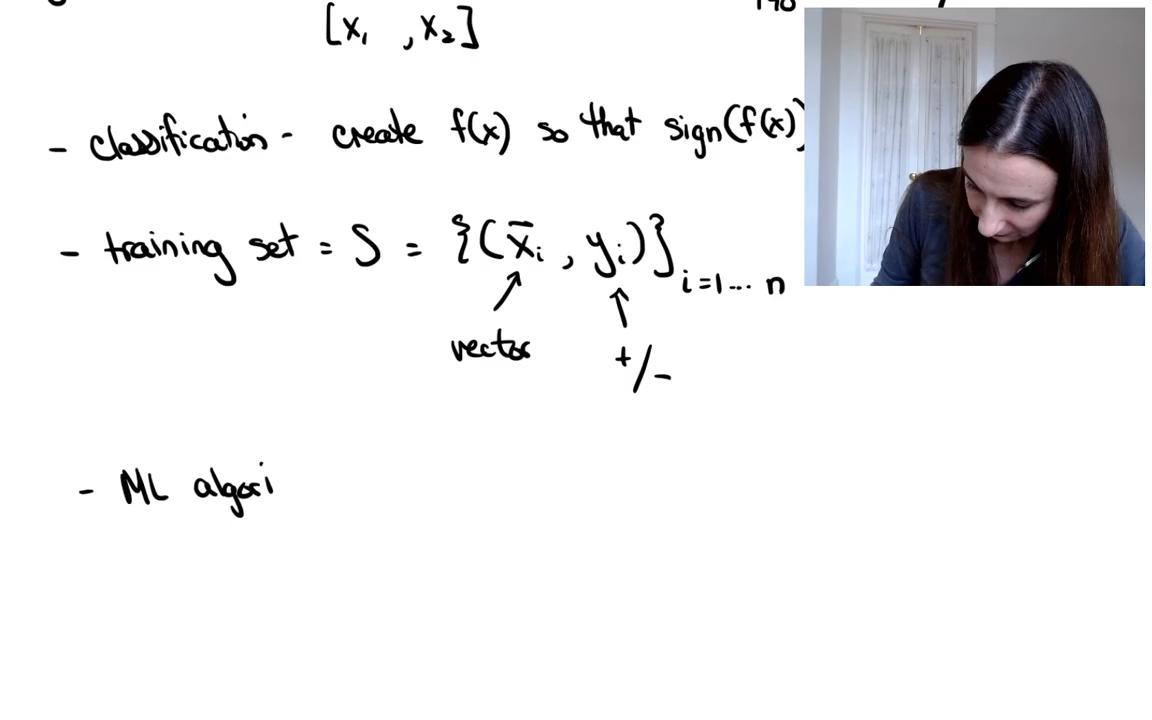 [x₁ , x₂]
- classification - create f(x) so that sign(f(x))
- training set = S = {(x̄ᵢ , yᵢ)} i=1... n
vector +/-
- ML algori